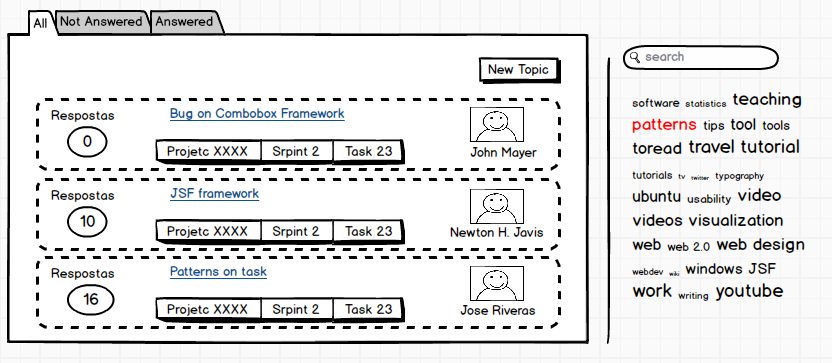 All Not Answered Answered
New Topic
Respostas
0
Bug on Combobox Framework
Projetc XXXX Srpint 2 Task 23
John Mayer
Respostas
10
JSF framework
Projetc XXXX Srpint 2 Task 23
Newton H. Javis
Respostas
16
Patterns on task
Projetc XXXX Srpint 2 Task 23
Jose Riveras
search
software statistics teaching
patterns tips tool tools
toread travel tutorial
tutorials tv twitter typography
ubuntu usability video
videos visualization
web web 2.0 web design
webdev wiki windows JSF
work writing youtube